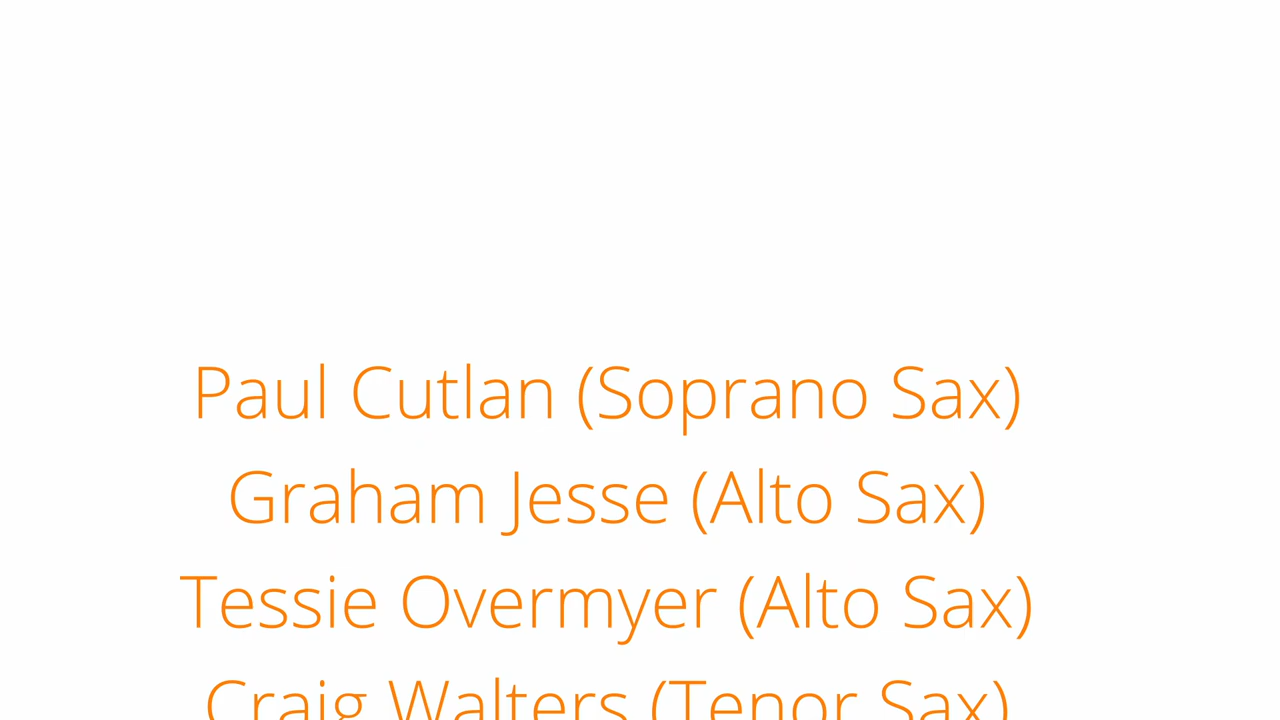 Paul Cutlan (Soprano Sax)
Graham Jesse (Alto Sax)
Tessie Overmyer (Alto Sax)
Craig Walters (Tenor Sax)